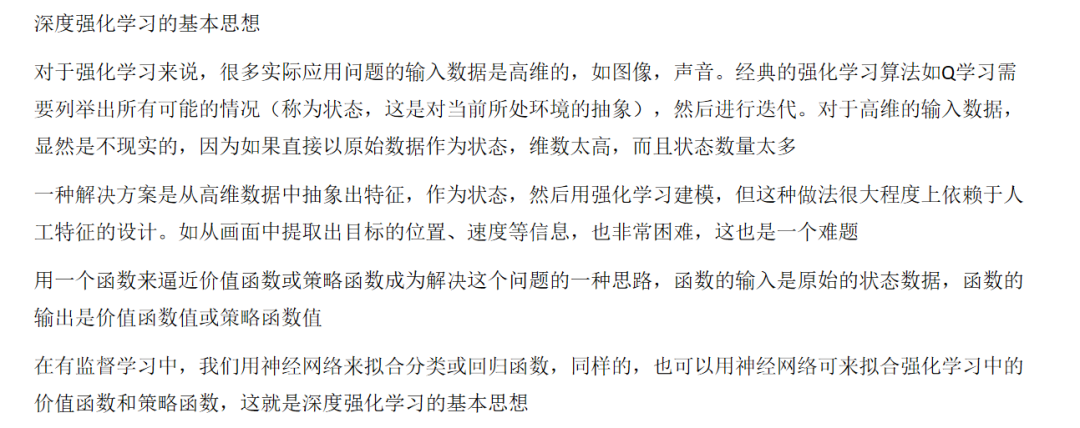 深度强化学习的基本思想
对于强化学习来说，很多实际应用问题的输入数据是高维的，如图像，声音。经典的强化学习算法如Q学习需
要列举出所有可能的情况（称为状态，这是对当前所处环境的抽象），然后进行迭代。对于高维的输入数据，
显然是不现实的，因为如果直接以原始数据作为状态，维数太高，而且状态数量太多
一种解决方案是从高维数据中抽象出特征，作为状态，然后用强化学习建模，但这种做法很大程度上依赖于人
工特征的设计。如从画面中提取出目标的位置、速度等信息，也非常困难，这也是一个难题
用一个函数来逼近价值函数或策略函数成为解决这个问题的一种思路，函数的输入是原始的状态数据，函数的
输出是价值函数值或策略函数值
在有监督学习中，我们用神经网络来拟合分类或回归函数，同样的，也可以用神经网络可来拟合强化学习中的
价值函数和策略函数，这就是深度强化学习的基本思想